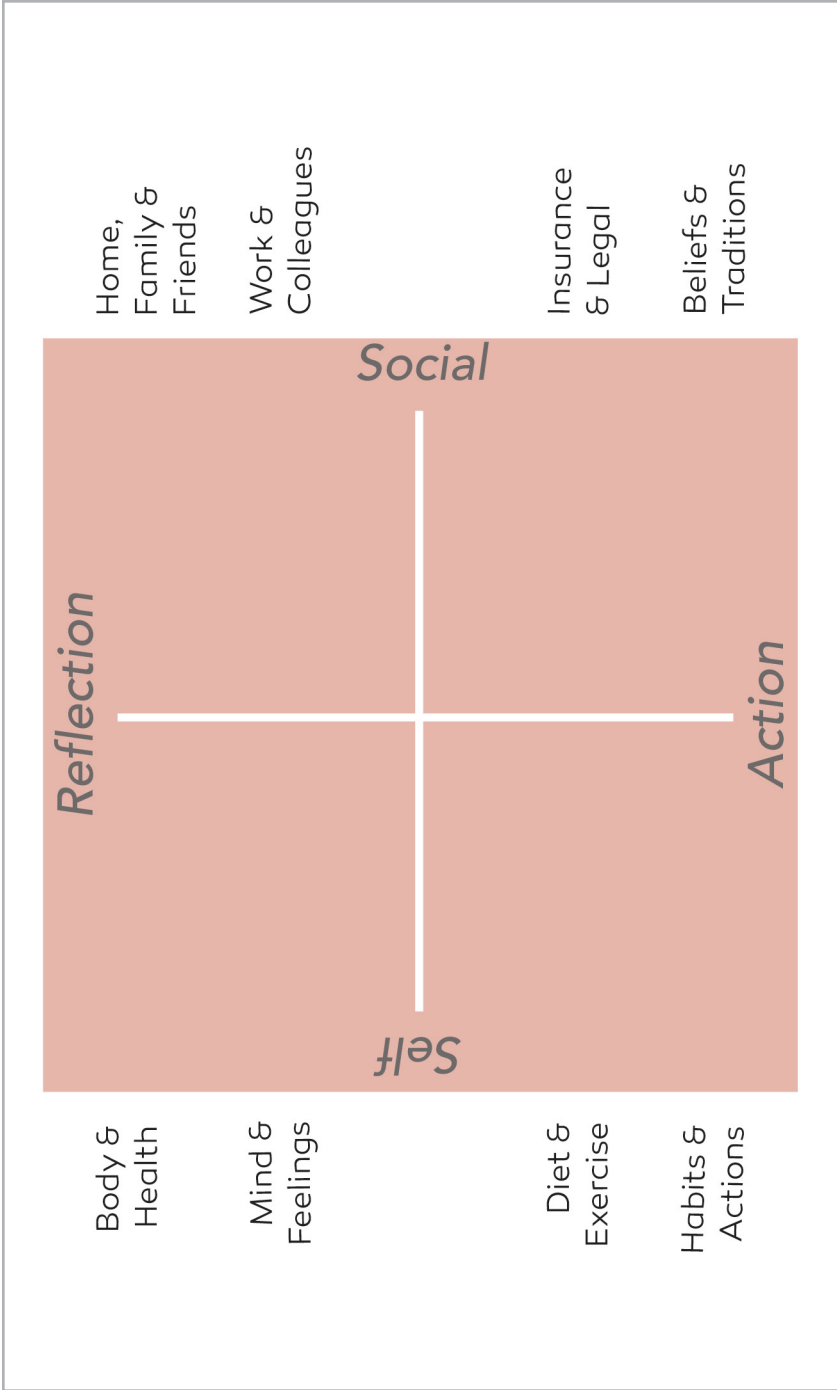 Reflection
Body &
Health
Mind &
Feelings
Home,
Family &
Friends
Work &
Colleagues
Self
Social
Diet &
Exercise
Habits &
Actions
Insurance
& Legal
Beliefs &
Traditions
Action